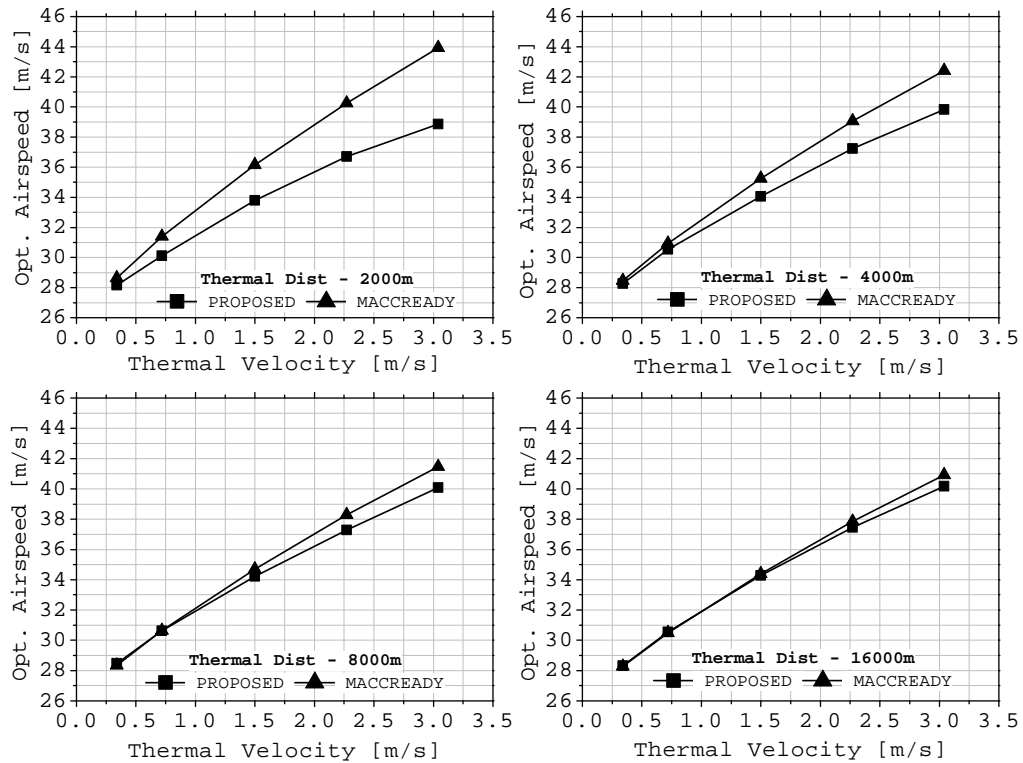 46
44
42
40
38
36
34
32
30
28
26
Opt. Airspeed [m/s]
Thermal Dist - 2000m
PROPOSED MACCREADY
0.0 0.5 1.0 1.5 2.0 2.5 3.0 3.5
Thermal Velocity [m/s]
46
44
42
40
38
36
34
32
30
28
26
Opt. Airspeed [m/s]
Thermal Dist - 4000m
PROPOSED MACCREADY
0.0 0.5 1.0 1.5 2.0 2.5 3.0 3.5
Thermal Velocity [m/s]
46
44
42
40
38
36
34
32
30
28
26
Opt. Airspeed [m/s]
Thermal Dist - 8000m
PROPOSED MACCREADY
0.0 0.5 1.0 1.5 2.0 2.5 3.0 3.5
Thermal Velocity [m/s]
46
44
42
40
38
36
34
32
30
28
26
Opt. Airspeed [m/s]
Thermal Dist - 16000m
PROPOSED MACCREADY
0.0 0.5 1.0 1.5 2.0 2.5 3.0 3.5
Thermal Velocity [m/s]